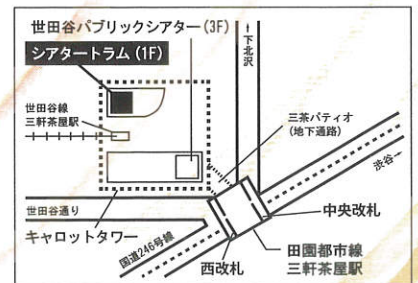 世田谷パブリックシアター(3F)
シアタートラム(1F)
↑下北沢
世田谷線
三軒茶屋駅
三茶パティオ
(地下通路)
渋谷→
世田谷通り
キャロットタワー
国道246号線
中央改札
西改札
田園都市線
三軒茶屋駅